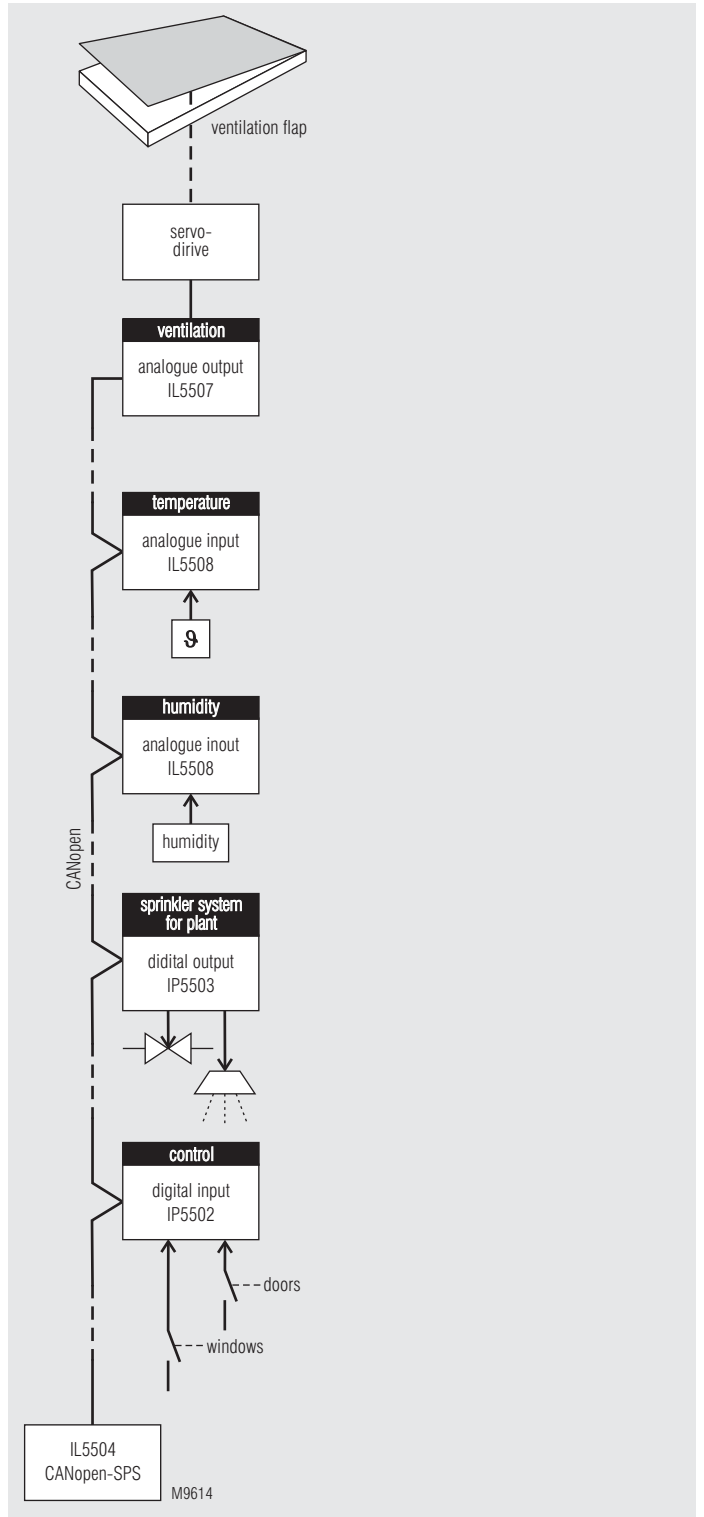 ventilation flap
servo-
dirive
ventilation
analogue output
IL5507
temperature
analogue input
IL5508
ϑ
humidity
analogue inout
IL5508
humidity
CANopen
sprinkler system
for plant
didital output
IP5503
control
digital input
IP5502
doors
windows
IL5504
CANopen-SPS
M9614